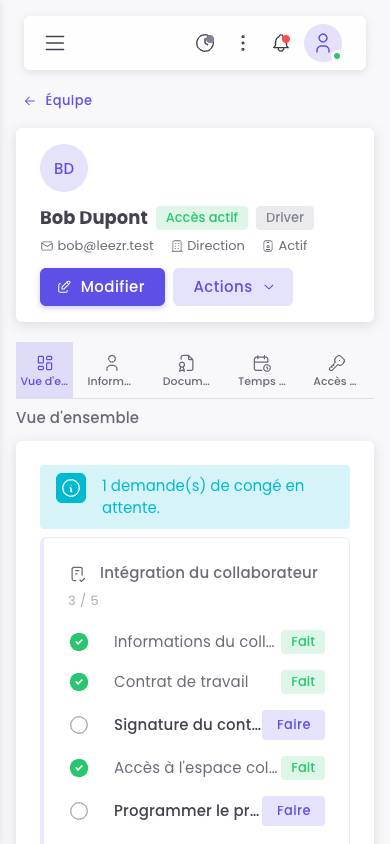 Équipe
BD
Bob Dupont Accès actif Driver
bob@leezr.test Direction Actif
Modifier Actions
Vue d'e... Inform... Docum... Temps ... Accès ...
Vue d'ensemble
1 demande(s) de congé en
attente.
Intégration du collaborateur
3 / 5
Informations du coll... Fait
Contrat de travail Fait
Signature du cont... Faire
Accès à l'espace col... Fait
Programmer le pr... Faire